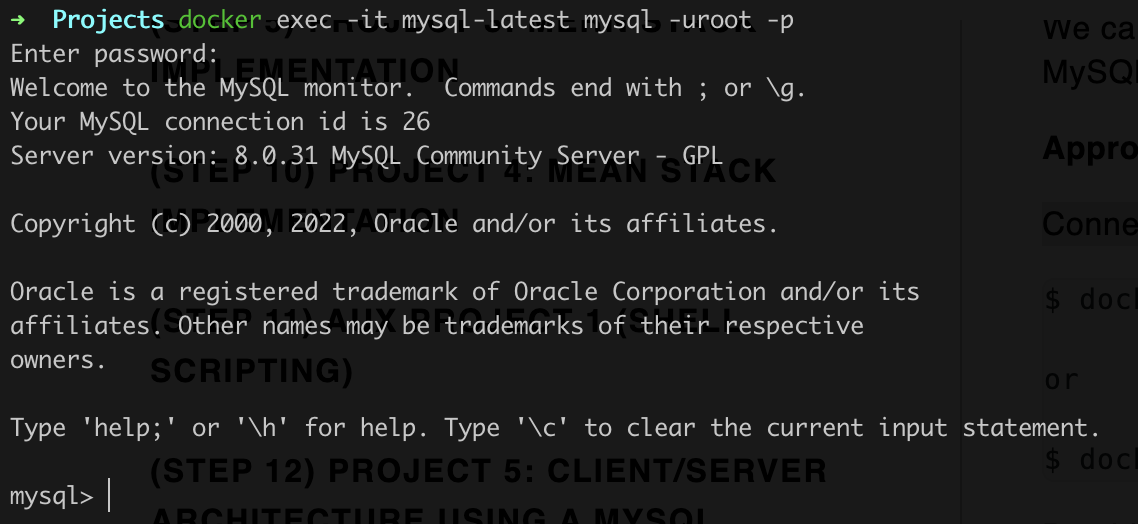 ➜  Projects docker exec -it mysql-latest mysql -uroot -p
Enter password:
Welcome to the MySQL monitor.  Commands end with ; or \g.
Your MySQL connection id is 26
Server version: 8.0.31 MySQL Community Server - GPL

Copyright (c) 2000, 2022, Oracle and/or its affiliates.

Oracle is a registered trademark of Oracle Corporation and/or its
affiliates. Other names may be trademarks of their respective
owners.

Type 'help;' or '\h' for help. Type '\c' to clear the current input statement.

mysql>
IMPLEMENTATION
(STEP 10) PROJECT 4: MEAN STACK
IMPLEMENTATION
(STEP 11) AUX PROJECT 1 (SHELL
SCRIPTING)
(STEP 12) PROJECT 5: CLIENT/SERVER
ARCHITECTURE USING A MYSQL
We ca
MySQ
Appro
Conne
$ doc
or
$ doc